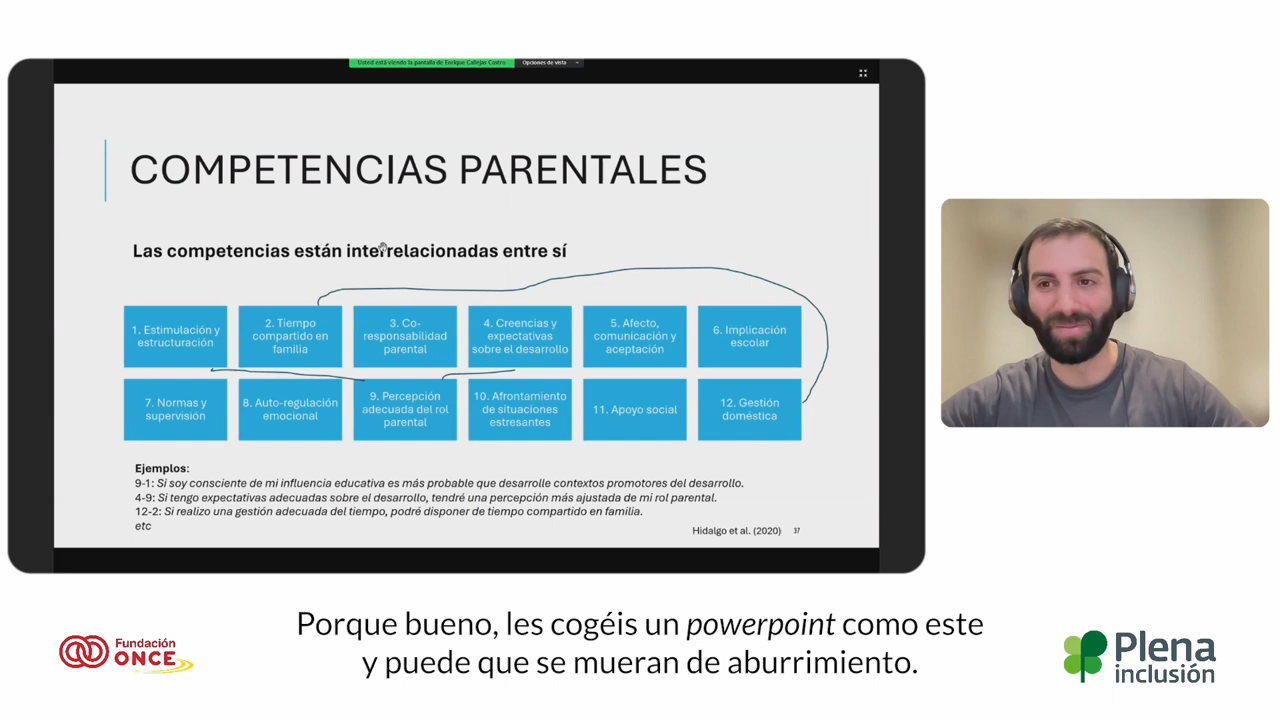 Usted está viendo la pantalla de Enrique Callejas Castro
Opciones de vista
COMPETENCIAS PARENTALES
Las competencias están interrelacionadas entre sí
1. Estimulación y
estructuración
2. Tiempo
compartido en
familia
3. Co-
responsabilidad
parental
4. Creencias y
expectativas
sobre el desarrollo
5. Afecto,
comunicación y
aceptación
6. Implicación
escolar
7. Normas y
supervisión
8. Auto-regulación
emocional
9. Percepción
adecuada del rol
parental
10. Afrontamiento
de situaciones
estresantes
11. Apoyo social
12. Gestión
doméstica
Ejemplos:
9-1: Si soy consciente de mi influencia educativa es más probable que desarrolle contextos promotores del desarrollo.
4-9: Si tengo expectativas adecuadas sobre el desarrollo, tendré una percepción más ajustada de mi rol parental.
12-2: Si realizo una gestión adecuada del tiempo, podré disponer de tiempo compartido en familia.
etc
Hidalgo et al. (2020)
37
Porque bueno, les cogéis un powerpoint como este
y puede que se mueran de aburrimiento.
Fundación
ONCE
Plena
inclusión